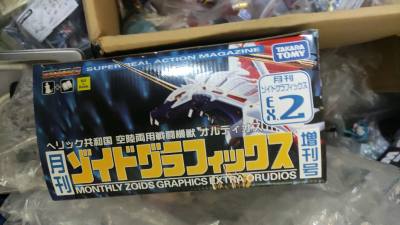 SUPER REAL ACTION MAGAZINE
TAKARA TOMY
月刊
ゾイドグラフィックス
EX.2
ヘリック共和国 空陸両用戦闘機獣 オルディオス
月刊
ゾイドグラフィックス
増刊号
MONTHLY ZOIDS GRAPHICS EXTRA ORUDIOS